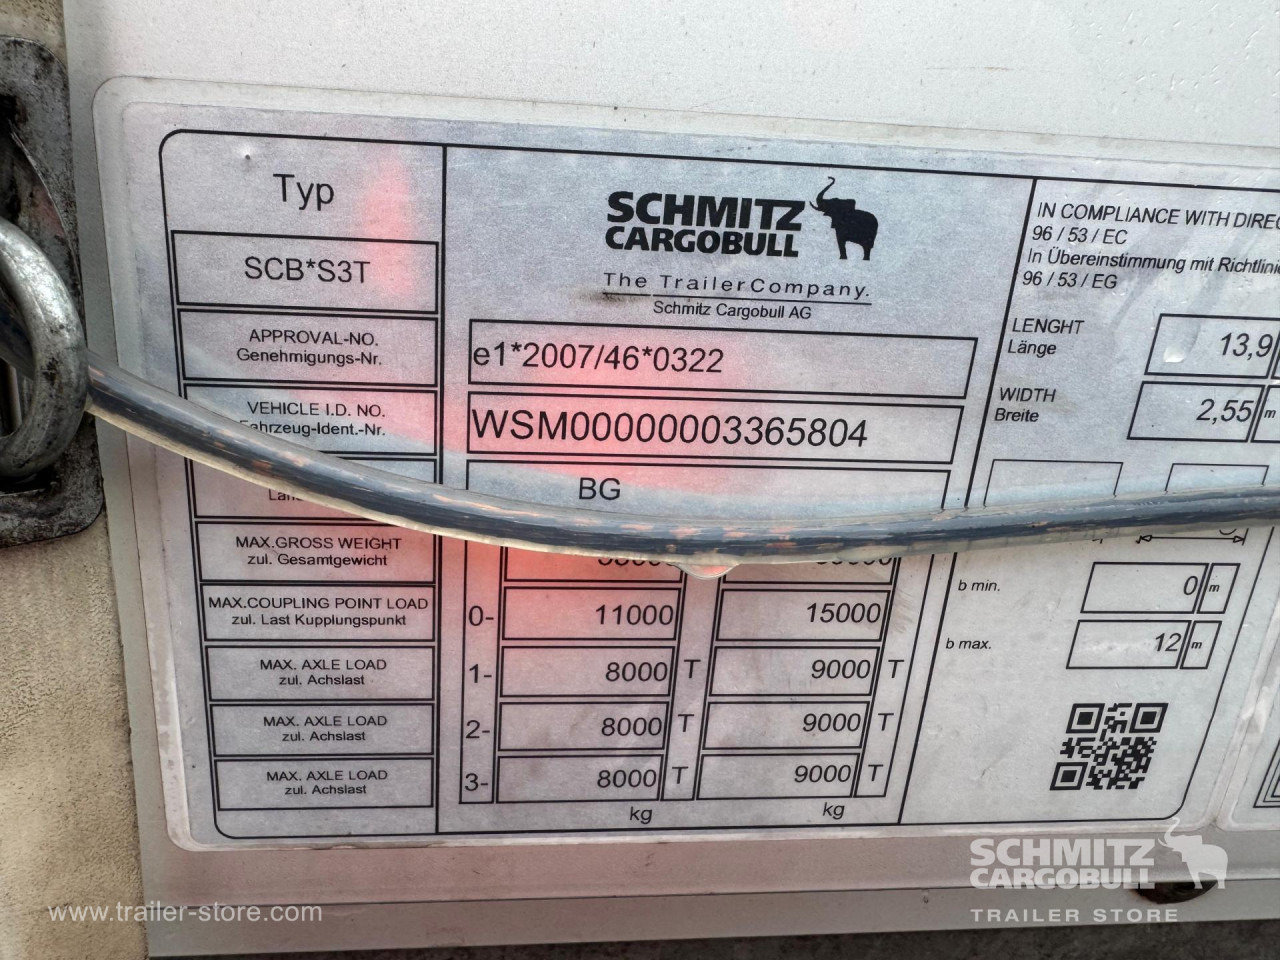 Typ
SCHMITZ
CARGOBULL
The TrailerCompany.
Schmitz Cargobull AG
SCB*S3T
APPROVAL-NO.
Genehmigungs-Nr.
e1*2007/46*0322
VEHICLE I.D. NO.
Fahrzeug-Ident.-Nr.
WSM00000003365804
BG
MAX.GROSS WEIGHT
zul. Gesamtgewicht
MAX.COUPLING POINT LOAD
zul. Last Kupplungspunkt
0- 11000 15000
MAX. AXLE LOAD
zul. Achslast
1- 8000 T 9000 T
MAX. AXLE LOAD
zul. Achslast
2- 8000 T 9000 T
MAX. AXLE LOAD
zul. Achslast
3- 8000 T 9000 T
kg kg
IN COMPLIANCE WITH
96 / 53 / EC
In Übereinstimmung mit
96 / 53 / EG
LENGHT
Länge
13,9
WIDTH
Breite
2,55 m
b min. 0 m
b max. 12 m
www.trailer-store.com
SCHMITZ
CARGOBULL
TRAILER STORE